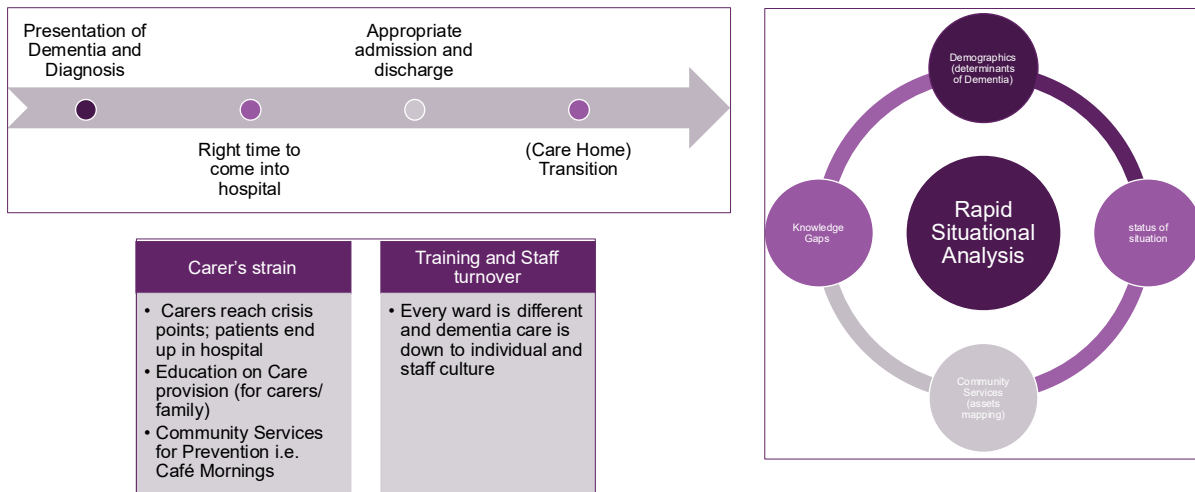 Presentation of
Dementia and
Diagnosis
Appropriate
admission and
discharge
Right time to
come into
hospital
(Care Home)
Transition
Carer's strain
• Carers reach crisis
points; patients end
up in hospital
• Education on Care
provision (for carers/
family)
• Community Services
for Prevention i.e.
Café Mornings
Training and Staff
turnover
• Every ward is different
and dementia care is
down to individual and
staff culture
Demographics
(determinants
of Dementia)
Rapid
Situational
Analysis
Knowledge
Gaps
status of
situation
Community
Services
(assets
mapping)